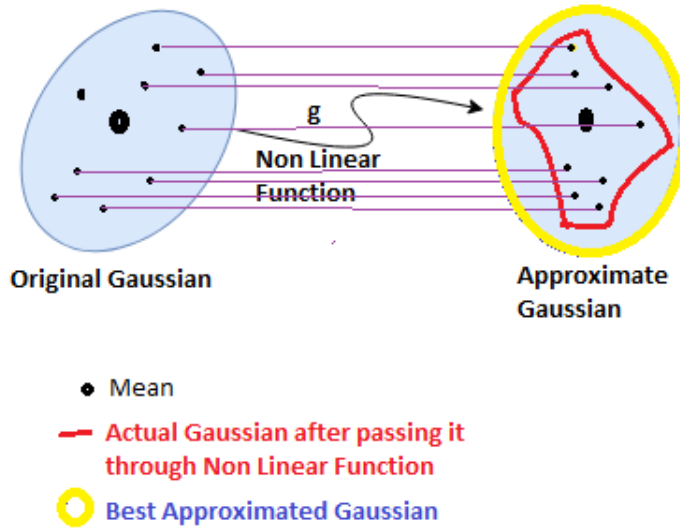 g
Non Linear
Function
Original Gaussian
Approximate
Gaussian
Mean
Actual Gaussian after passing it
through Non Linear Function
Best Approximated Gaussian